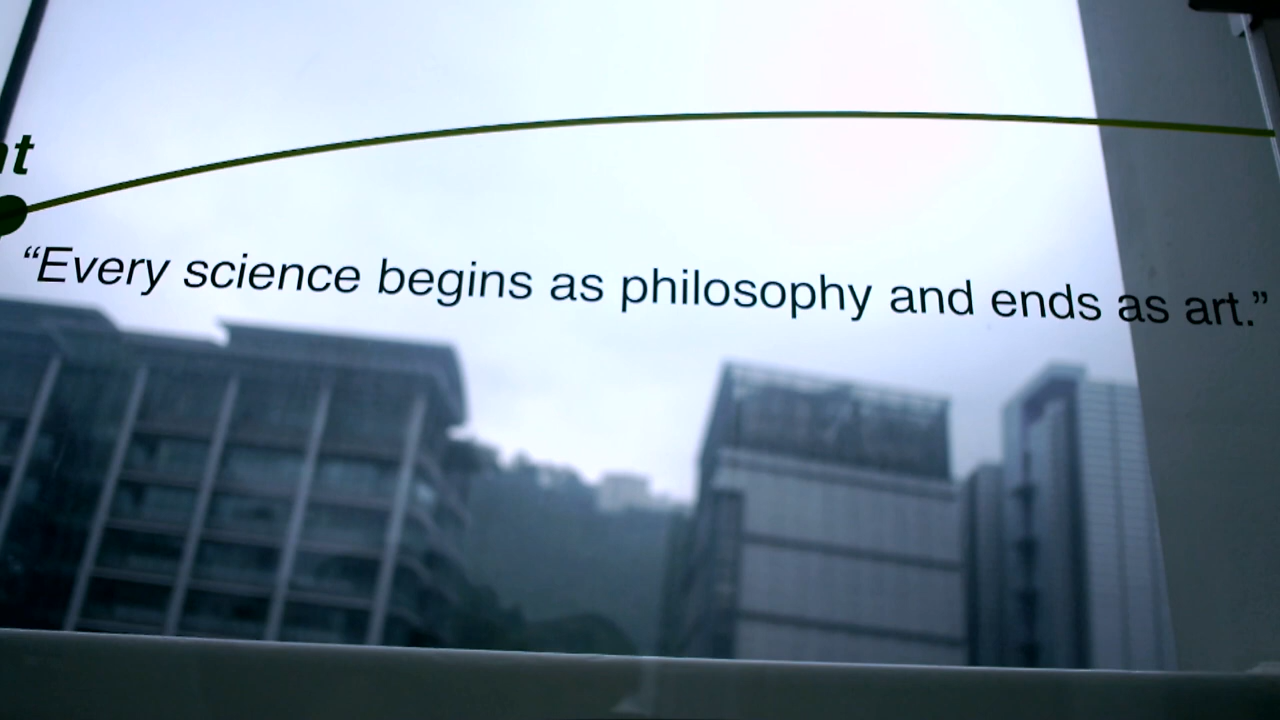 “Every science begins as philosophy and ends as art.”